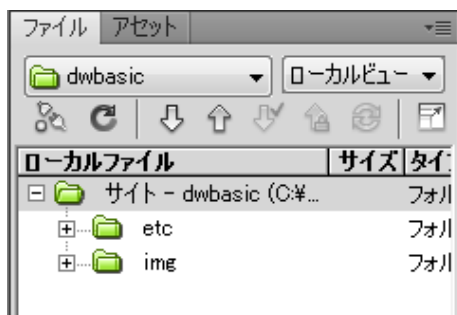 ファイル アセット
dwbasic ローカルビュー
ローカルファイル サイズ タイ
サイト - dwbasic (C:¥... フォル
etc フォル
img フォル